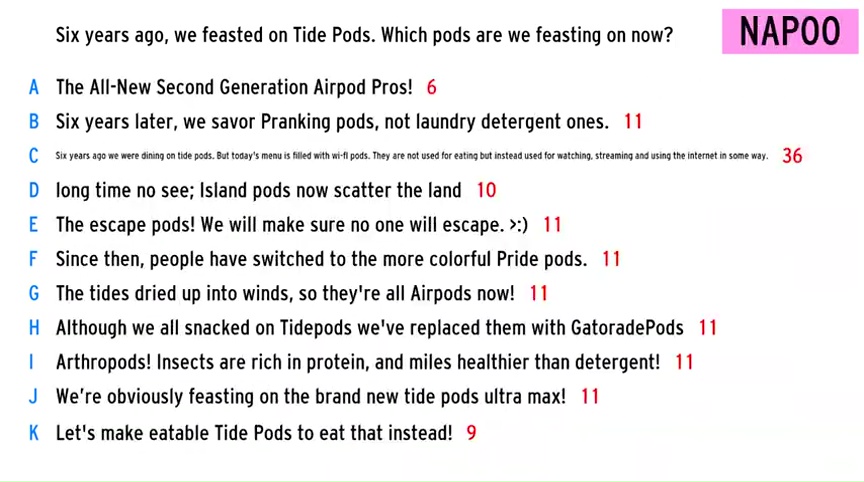 Six years ago, we feasted on Tide Pods. Which pods are we feasting on now?
NAPOO
A The All-New Second Generation Airpod Pros! 6
B Six years later, we savor Pranking pods, not laundry detergent ones. 11
C Six years ago we were dining on tide pods. But today's menu is filled with wi-fi pods. They are not used for eating but instead used for watching, streaming and using the internet in some way. 36
D long time no see; Island pods now scatter the land 10
E The escape pods! We will make sure no one will escape. >:) 11
F Since then, people have switched to the more colorful Pride pods. 11
G The tides dried up into winds, so they're all Airpods now! 11
H Although we all snacked on Tidepods we've replaced them with GatoradePods 11
I Arthropods! Insects are rich in protein, and miles healthier than detergent! 11
J We're obviously feasting on the brand new tide pods ultra max! 11
K Let's make eatable Tide Pods to eat that instead! 9